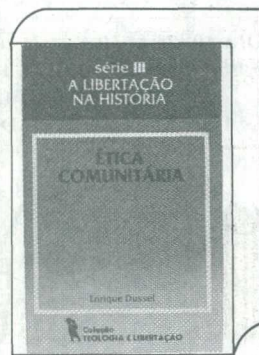 série III
A LIBERTAÇÃO
NA HISTÓRIA
ÉTICA
COMUNITÁRIA
Enrique Dussel
Coleção
TEOLOGIA E LIBERTAÇÃO